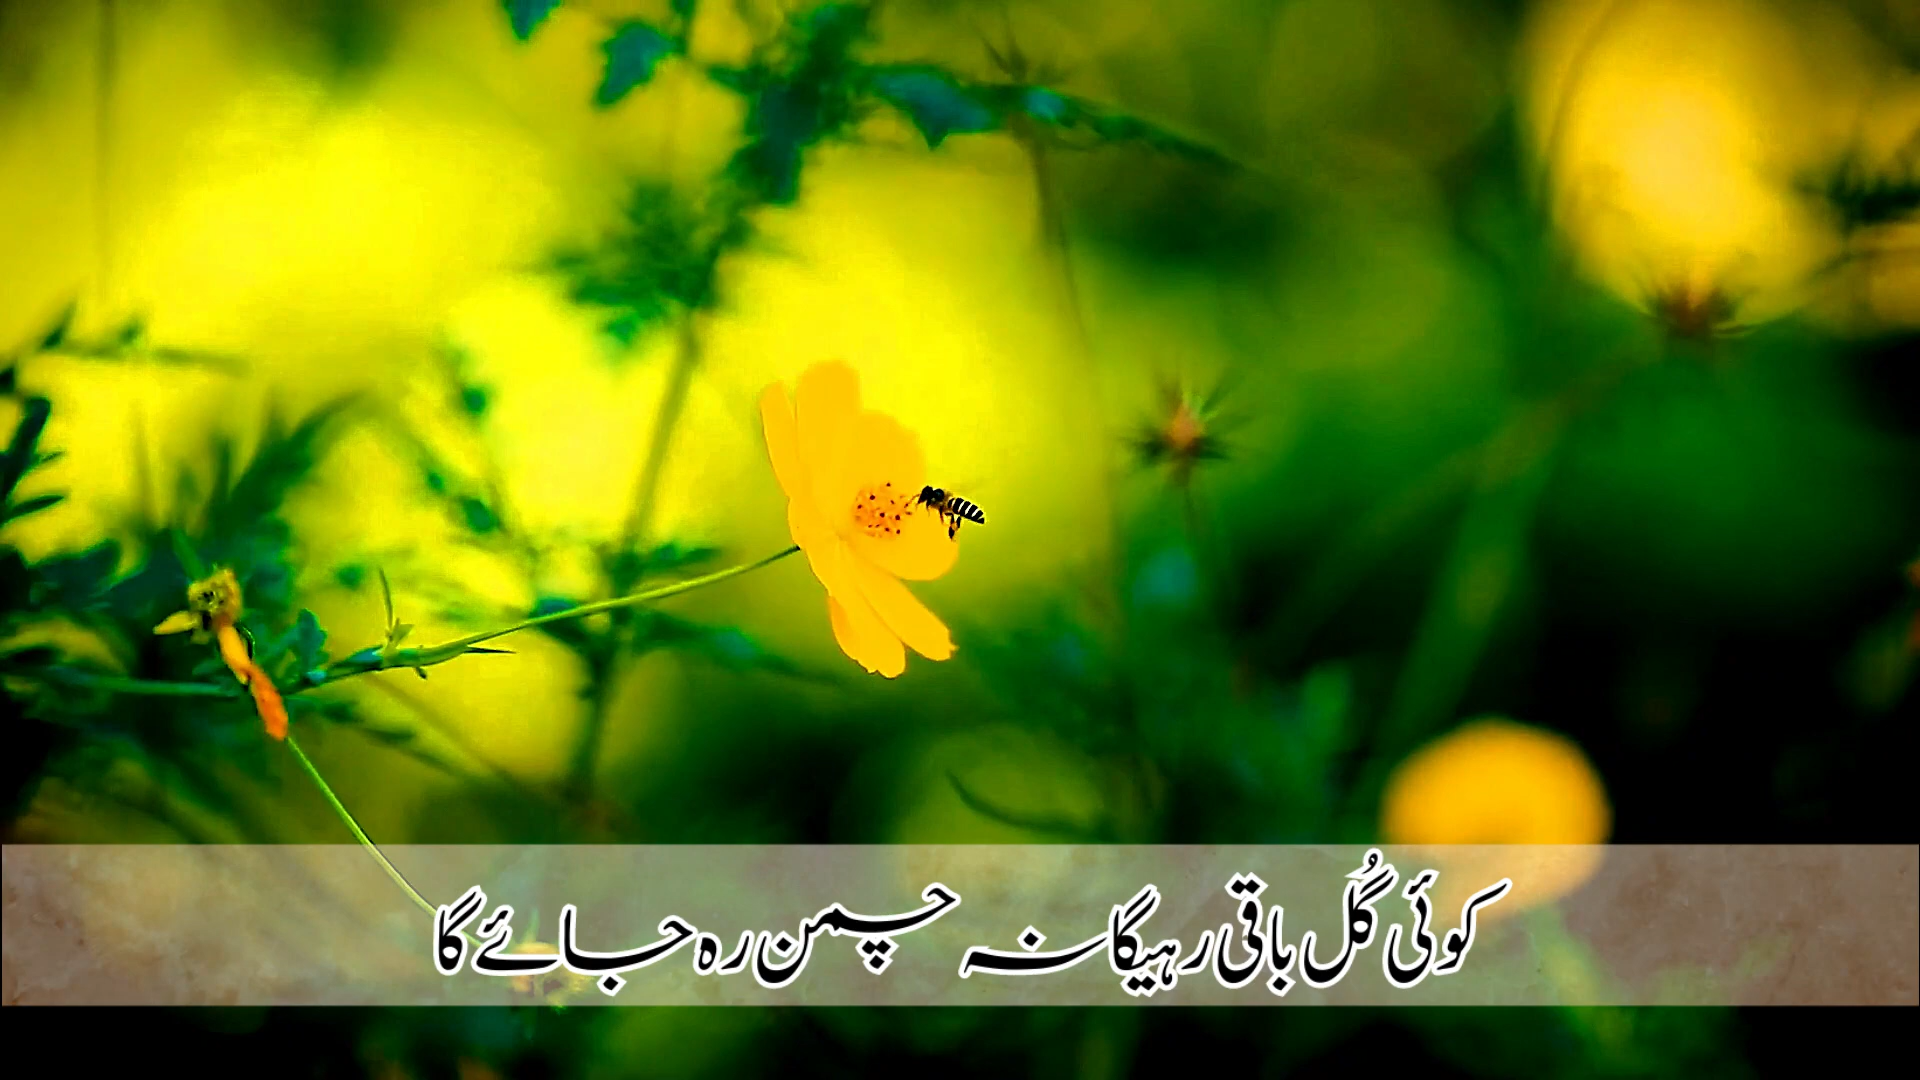 کوئی گُل باقی رہیگا نہ چمن رہ جائے گا